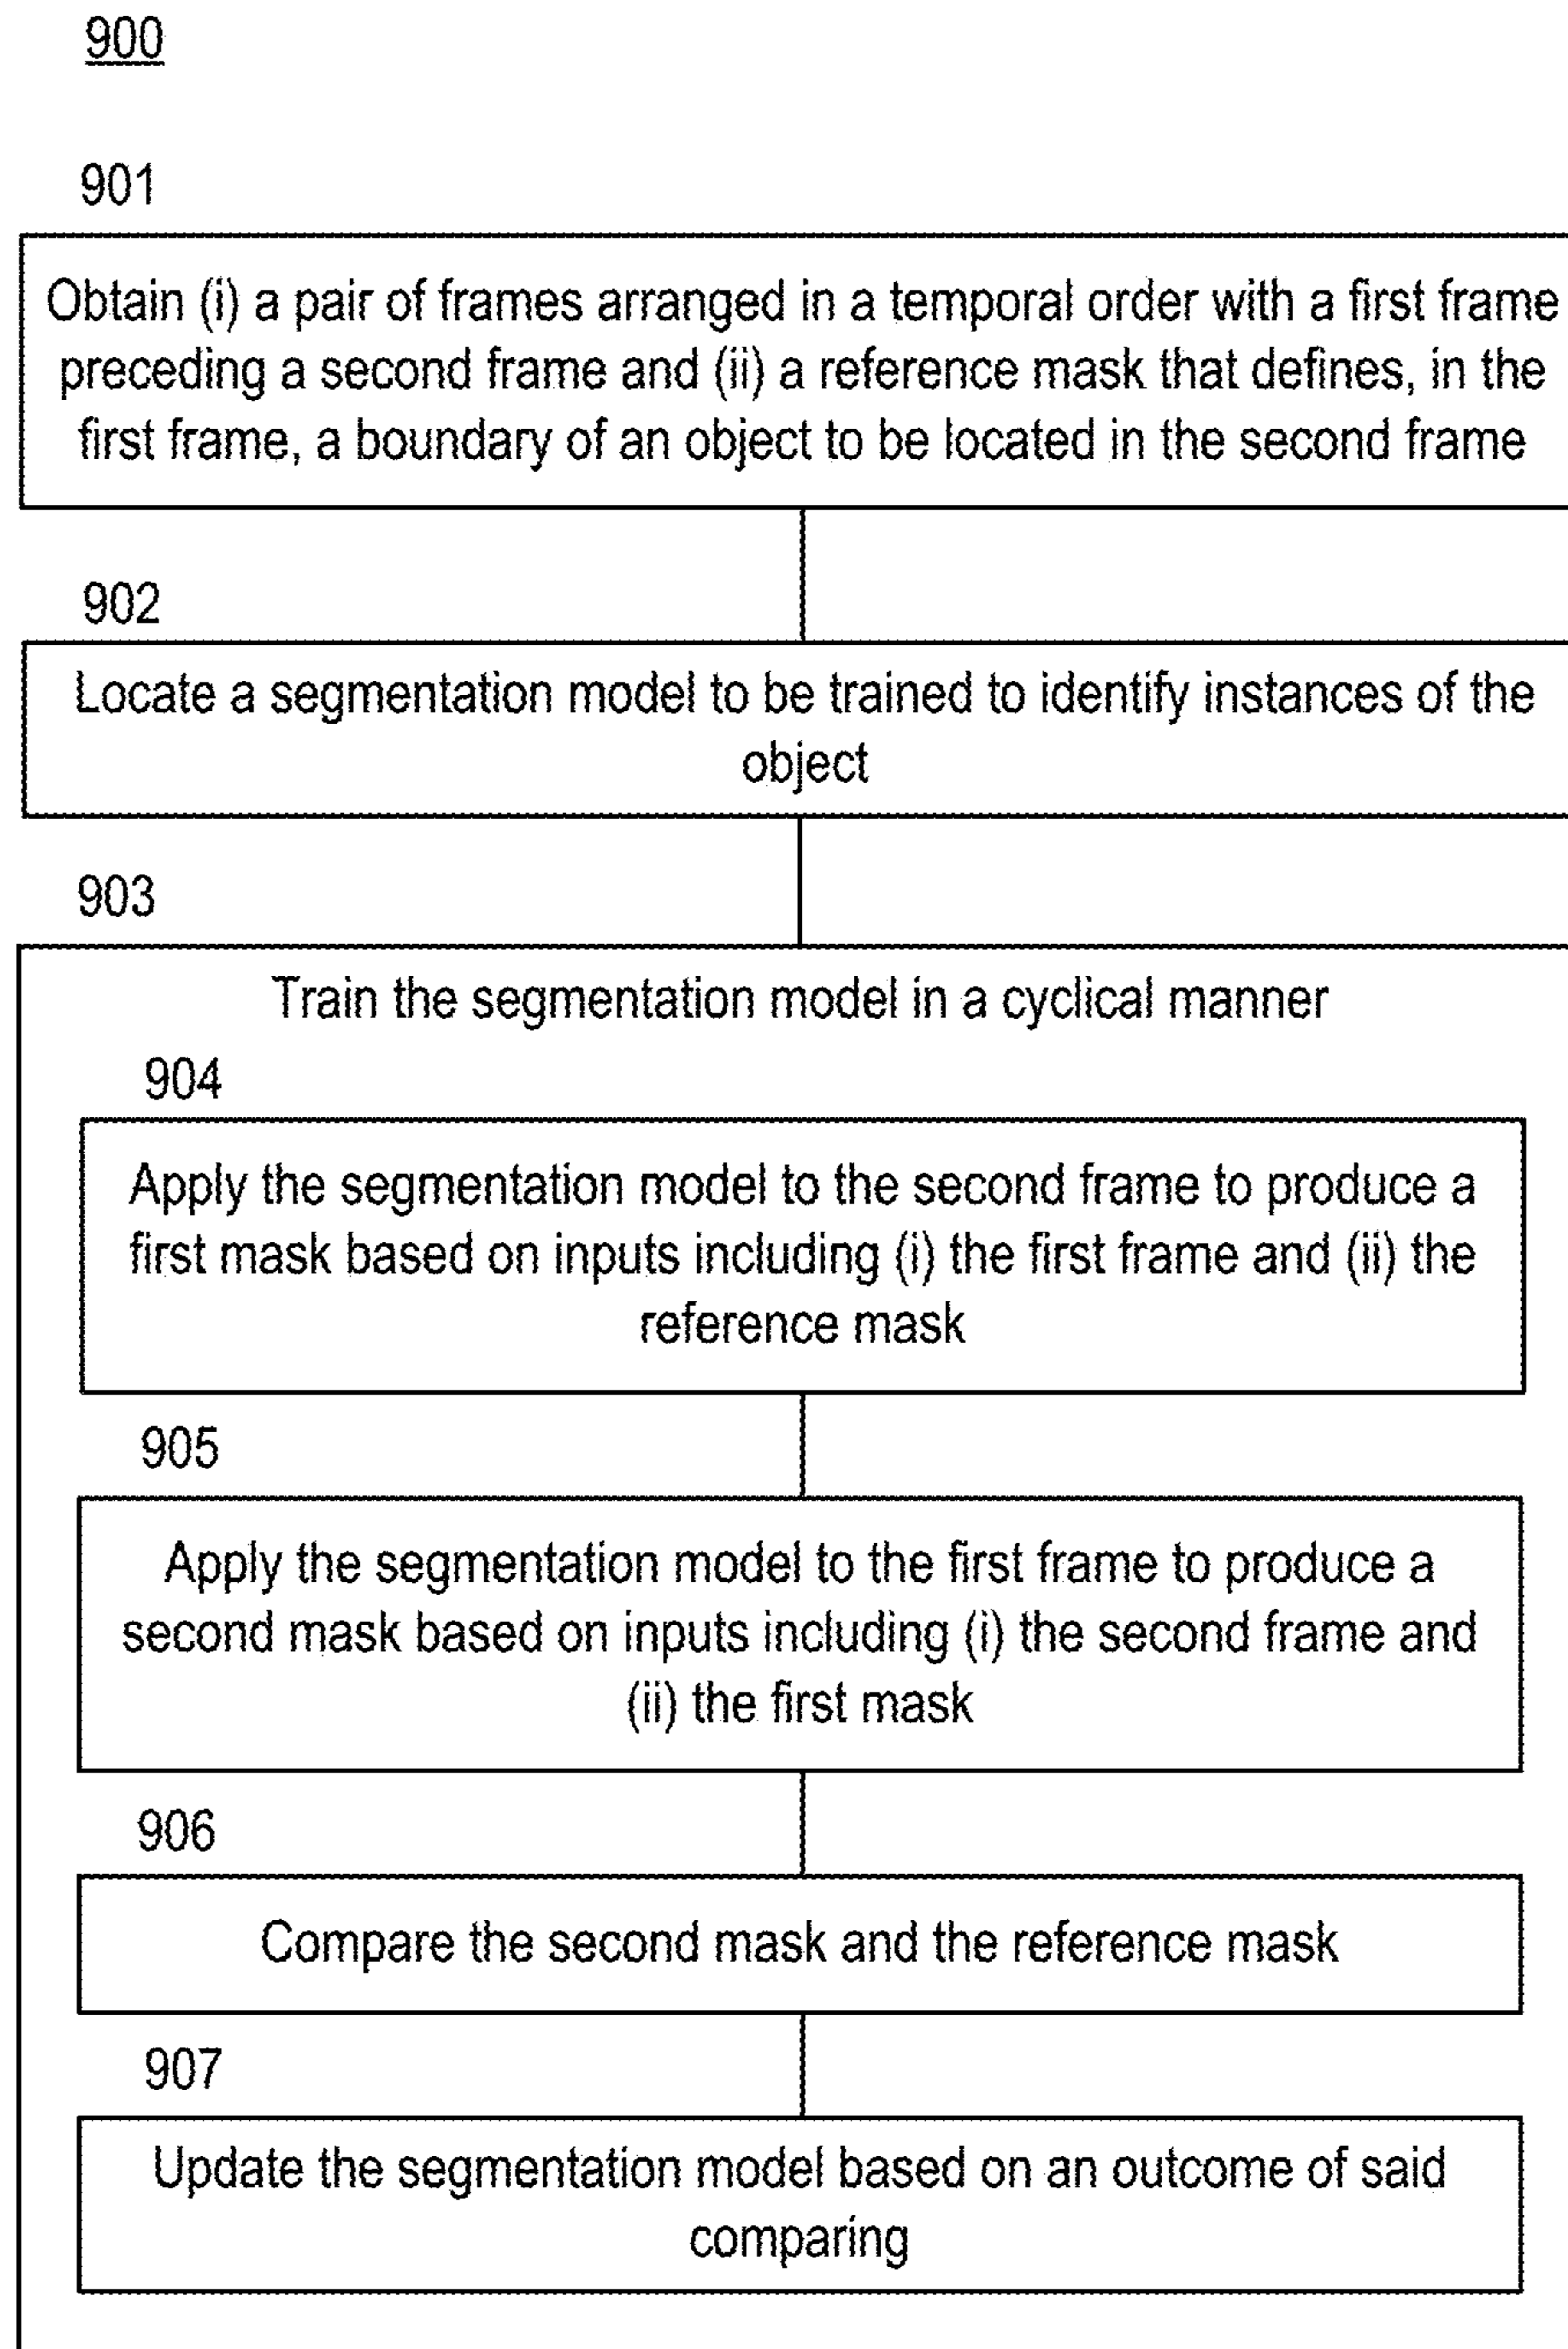 900
901
Obtain (i) a pair of frames arranged in a temporal order with a first frame
preceding a second frame and (ii) a reference mask that defines, in the
first frame, a boundary of an object to be located in the second frame
902
Locate a segmentation model to be trained to identify instances of the
object
903
Train the segmentation model in a cyclical manner
904
Apply the segmentation model to the second frame to produce a
first mask based on inputs including (i) the first frame and (ii) the
reference mask
905
Apply the segmentation model to the first frame to produce a
second mask based on inputs including (i) the second frame and
(ii) the first mask
906
Compare the second mask and the reference mask
907
Update the segmentation model based on an outcome of said
comparing